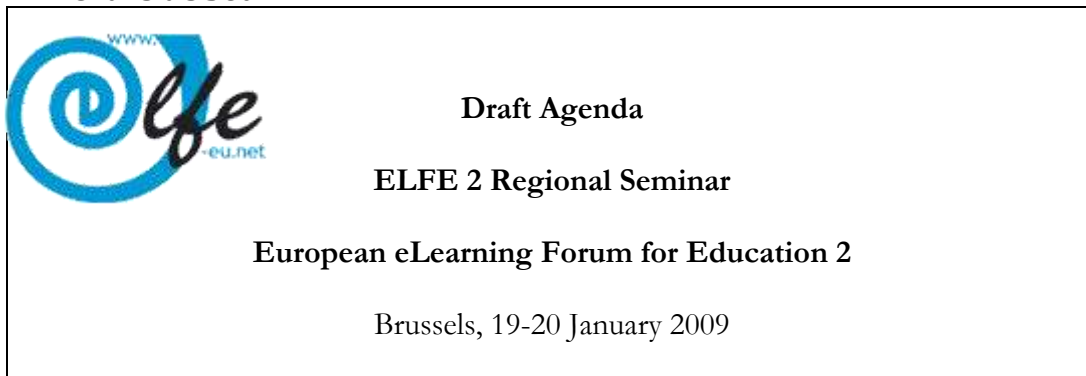 www.
elfe
-eu.net
Draft Agenda
ELFE 2 Regional Seminar
European eLearning Forum for Education 2
Brussels, 19-20 January 2009